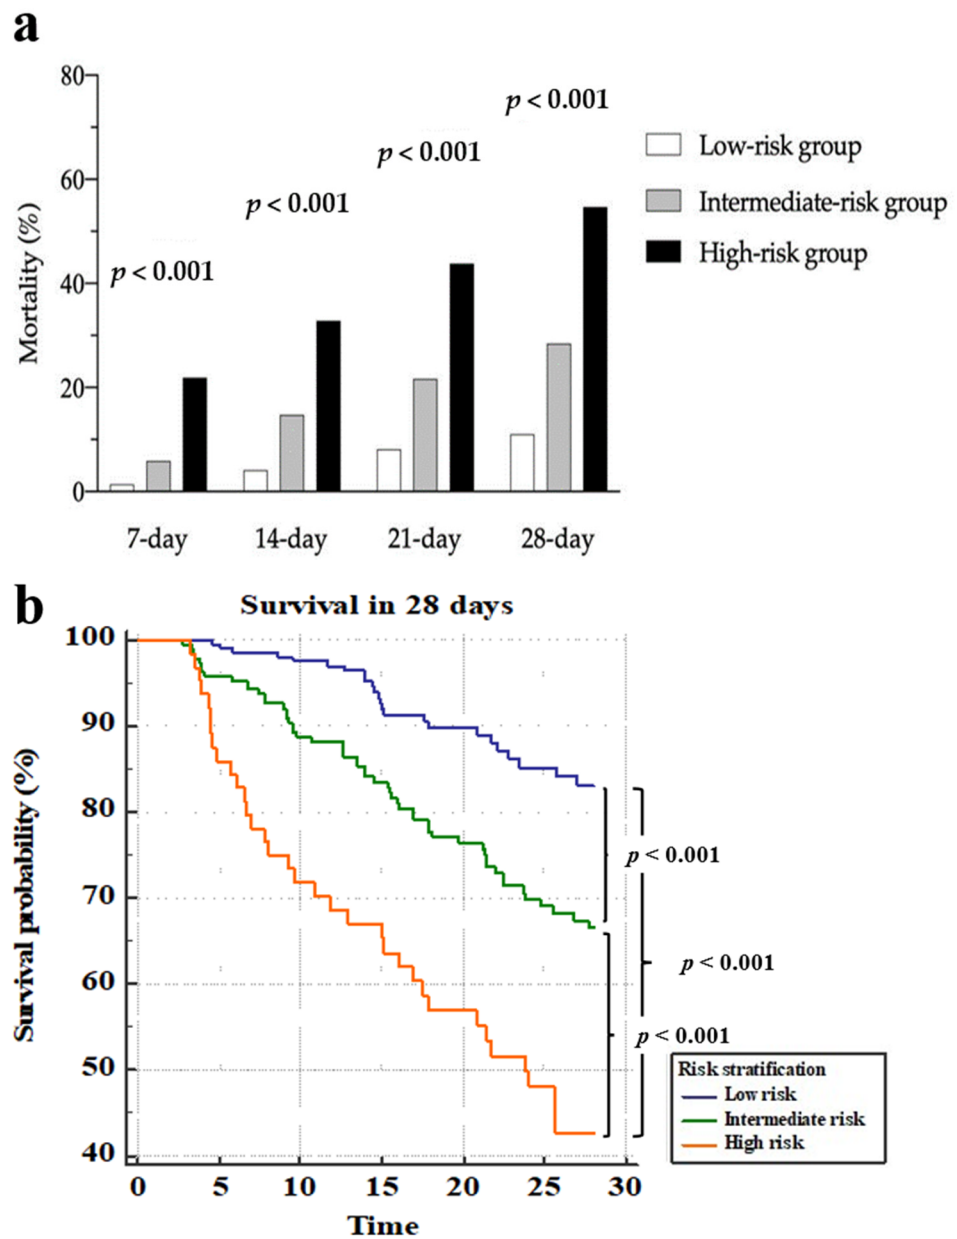 a
80
60
40
20
0
Mortality (%)
p < 0.001
p < 0.001
p < 0.001
p < 0.001
Low-risk group
Intermediate-risk group
High-risk group
7-day 14-day 21-day 28-day
b
Survival in 28 days
100
90
80
70
60
50
40
Survival probability (%)
p < 0.001
p < 0.001
p < 0.001
Risk stratification
Low risk
Intermediate risk
High risk
0 5 10 15 20 25 30
Time